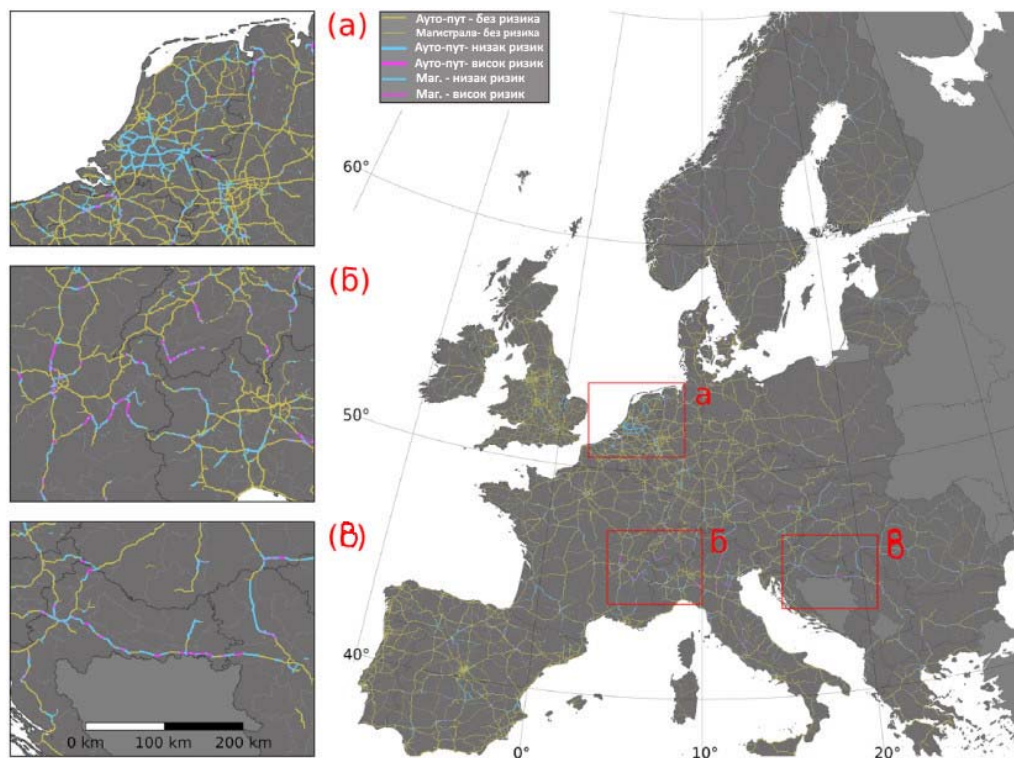 (а)
Ауто-пут - без ризика
Магистрала- без ризика
Ауто-пут- низак ризик
Ауто-пут- висок ризик
Маг. - низак ризик
Маг. - висок ризик
60°
(б)
а
50°
б
40°
0 km 100 km 200 km
0° 10° 20°